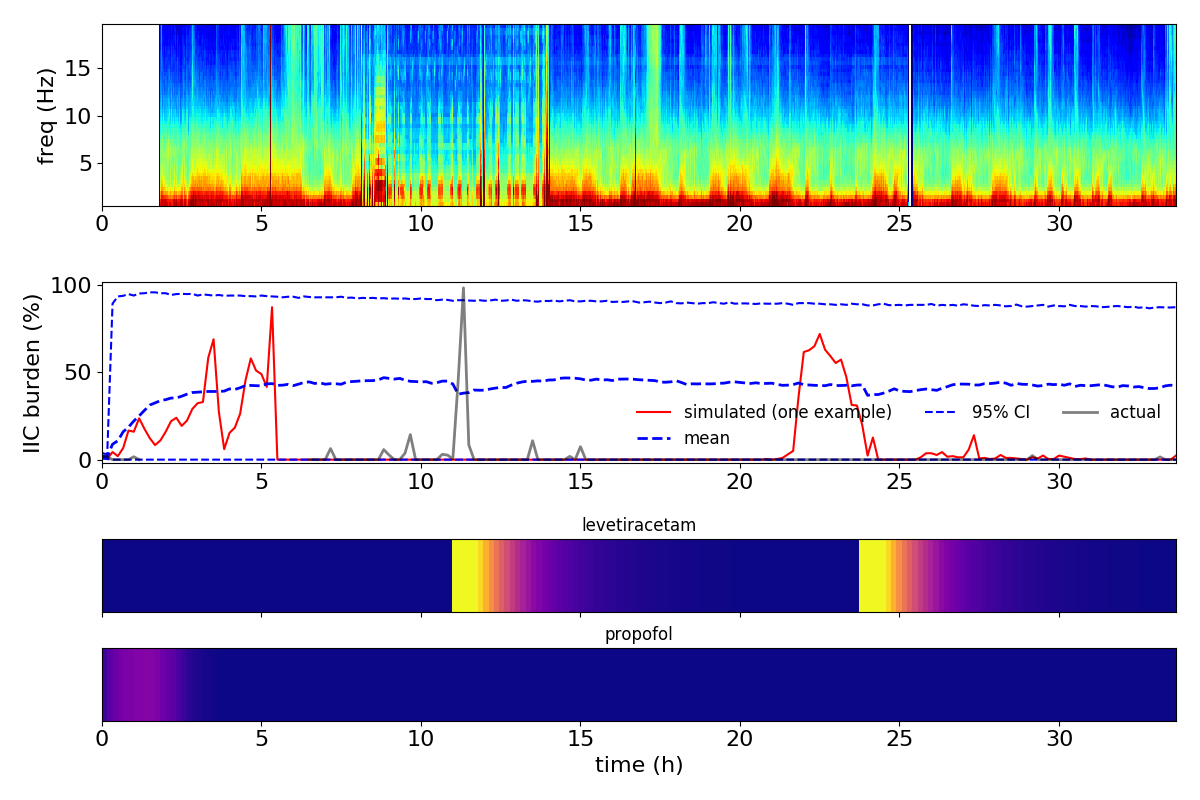 freq (Hz)
15
10
5
0 5 10 15 20 25 30
IIC burden (%)
100
50
0
simulated (one example) 95% CI actual
mean
0 5 10 15 20 25 30
levetiracetam
propofol
0 5 10 15 20 25 30
time (h)